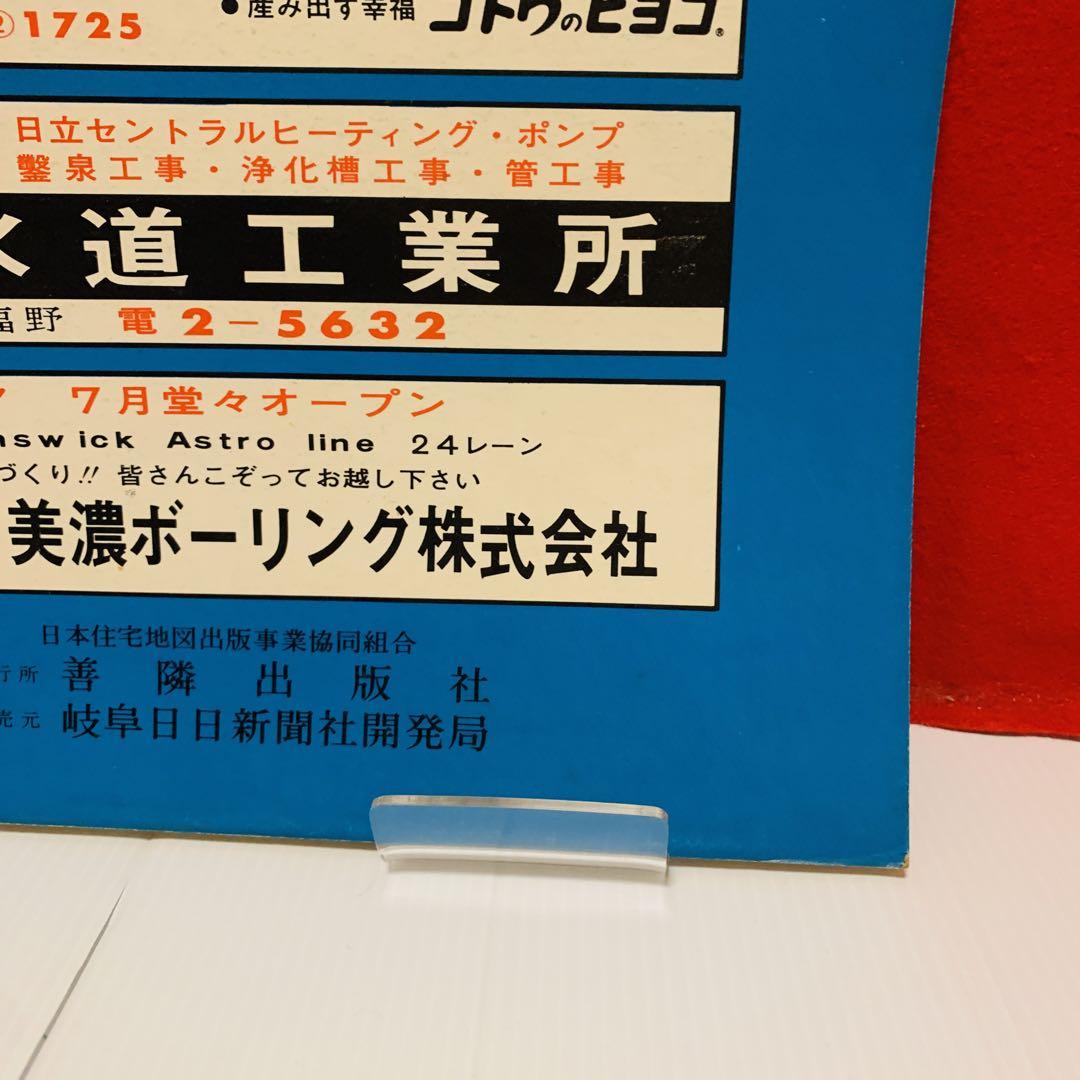 ②1725
●産み出す幸福 ゴトウのヒヨコ®
日立セントラルヒーティング・ポンプ
鑿泉工事・浄化槽工事・管工事
水道工業所
福野 電2-5632
7月堂々オープン
nswick Astro line 24レーン
づくり!! 皆さんこぞってお越し下さい
美濃ボーリング株式会社
日本住宅地図出版事業協同組合
行所 善隣出版社
売元 岐阜日日新聞社開発局